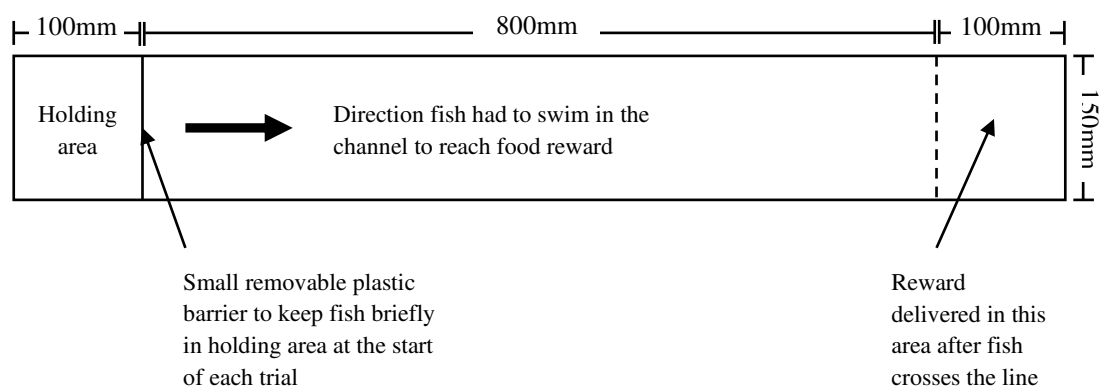 100mm
800mm
100mm
Holding
area
Direction fish had to swim in the
channel to reach food reward
150mm
Small removable plastic
barrier to keep fish briefly
in holding area at the start
of each trial
Reward
delivered in this
area after fish
crosses the line